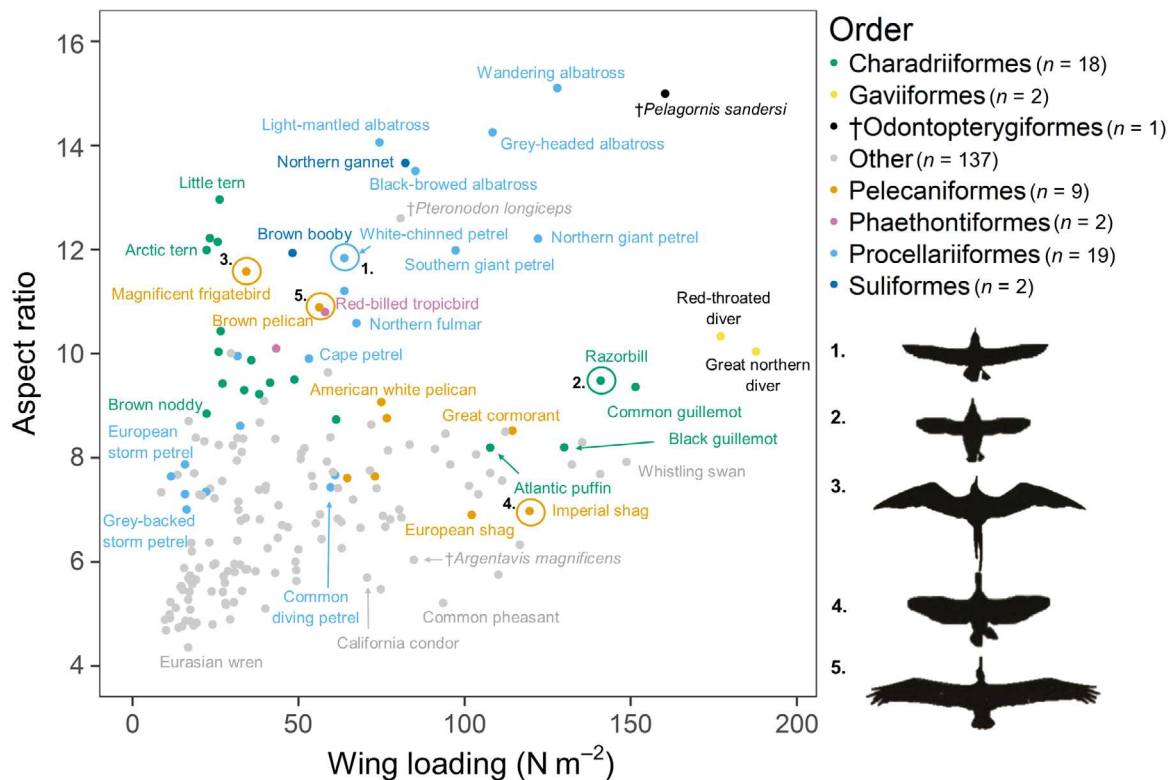 16
14
12
10
8
6
4
Aspect ratio
0
50
100
150
200
Wing loading (N m⁻²)
Wandering albatross
†Pelagornis sandersi
Light-mantled albatross
Grey-headed albatross
Northern gannet
Black-browed albatross
Little tern
†Pteronodon longiceps
Brown booby
White-chinned petrel
Northern giant petrel
Arctic tern
3.
1.
Southern giant petrel
Magnificent frigatebird
5.
Red-billed tropicbird
Red-throated
diver
Brown pelican
Northern fulmar
Cape petrel
Razorbill
Great northern
diver
2.
American white pelican
Brown noddy
Great cormorant
Common guillemot
European
storm petrel
Black guillemot
Whistling swan
Atlantic puffin
4.
Imperial shag
Grey-backed
storm petrel
European shag
†Argentavis magnificens
Common
diving petrel
Common pheasant
California condor
Eurasian wren
Order
Charadriiformes (n = 18)
Gaviiformes (n = 2)
†Odontopterygiformes (n = 1)
Other (n = 137)
Pelecaniformes (n = 9)
Phaethontiformes (n = 2)
Procellariiformes (n = 19)
Suliformes (n = 2)
1.
2.
3.
4.
5.